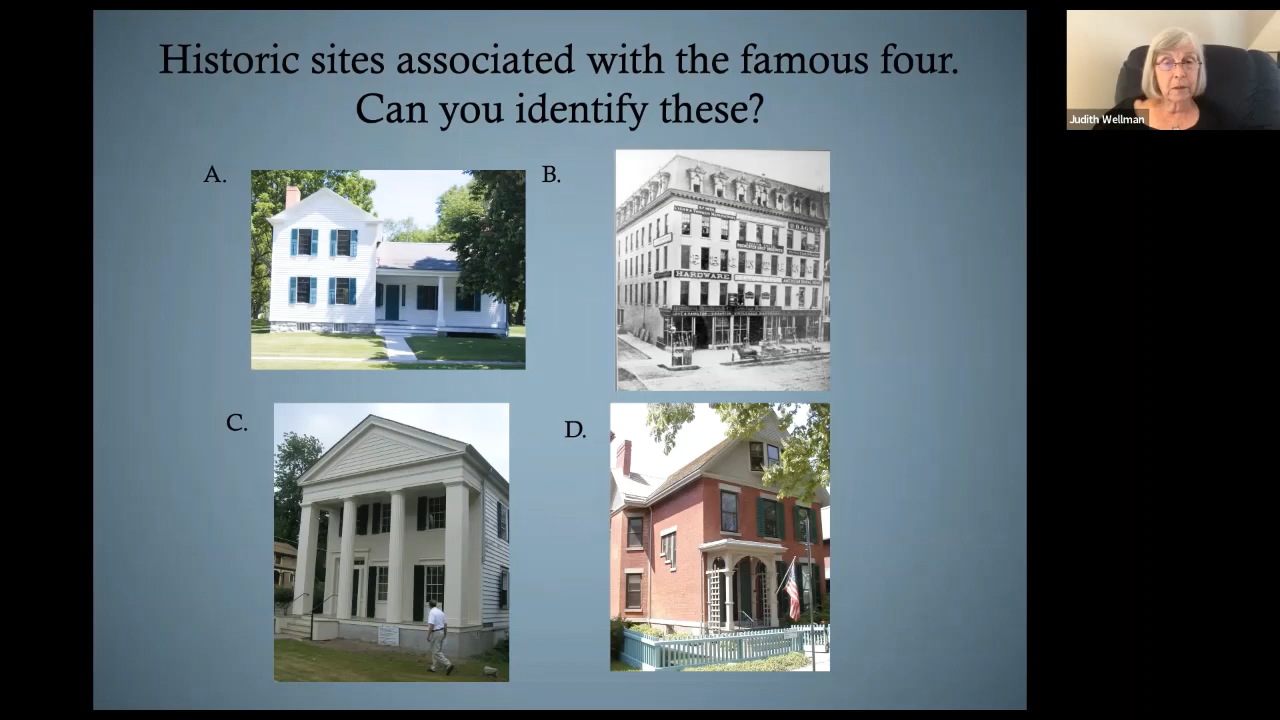 Historic sites associated with the famous four.
Can you identify these?
Judith Wellman
A.
B.
HARDWARE
C.
D.